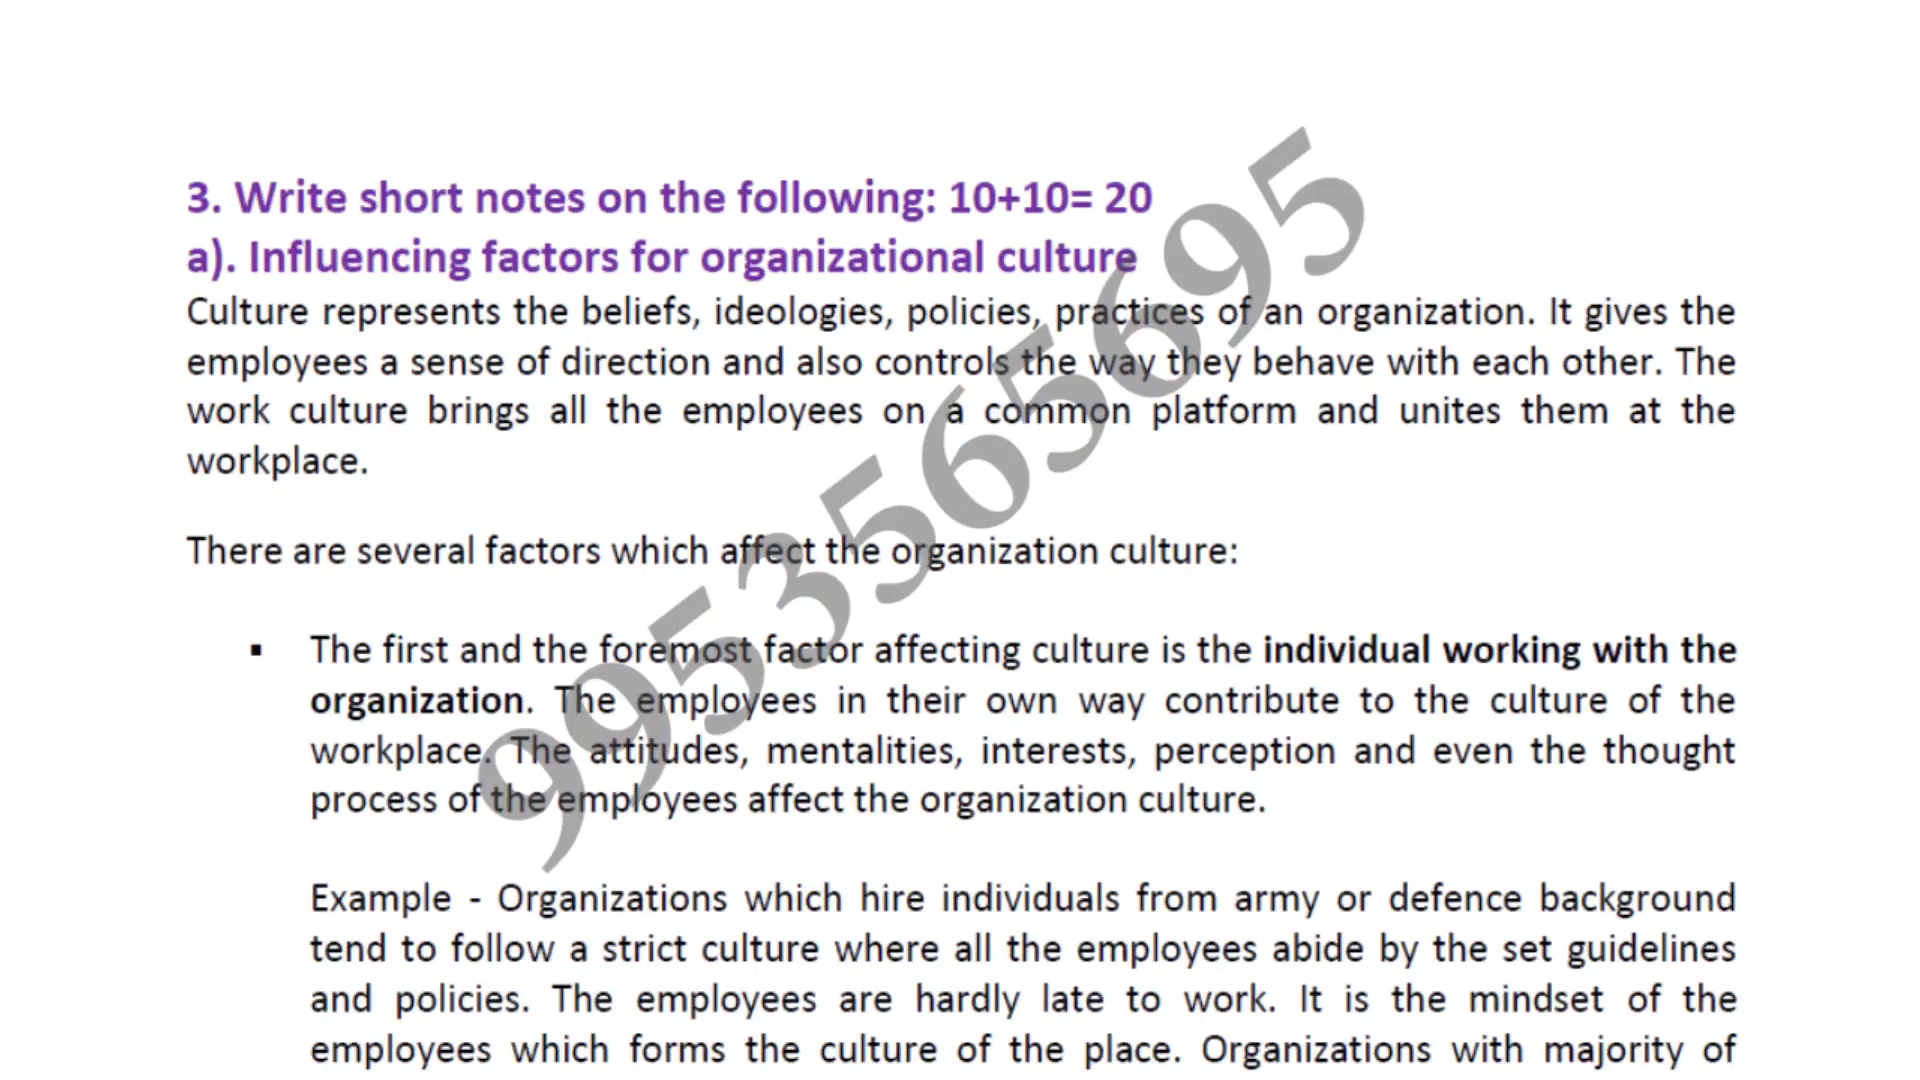 3. Write short notes on the following: 10+10= 20
a). Influencing factors for organizational culture
Culture represents the beliefs, ideologies, policies, practices of an organization. It gives the
employees a sense of direction and also controls the way they behave with each other. The
work culture brings all the employees on a common platform and unites them at the
workplace.
There are several factors which affect the organization culture:
▪ The first and the foremost factor affecting culture is the individual working with the
organization. The employees in their own way contribute to the culture of the
workplace. The attitudes, mentalities, interests, perception and even the thought
process of the employees affect the organization culture.
Example - Organizations which hire individuals from army or defence background
tend to follow a strict culture where all the employees abide by the set guidelines
and policies. The employees are hardly late to work. It is the mindset of the
employees which forms the culture of the place. Organizations with majority of
9953565695